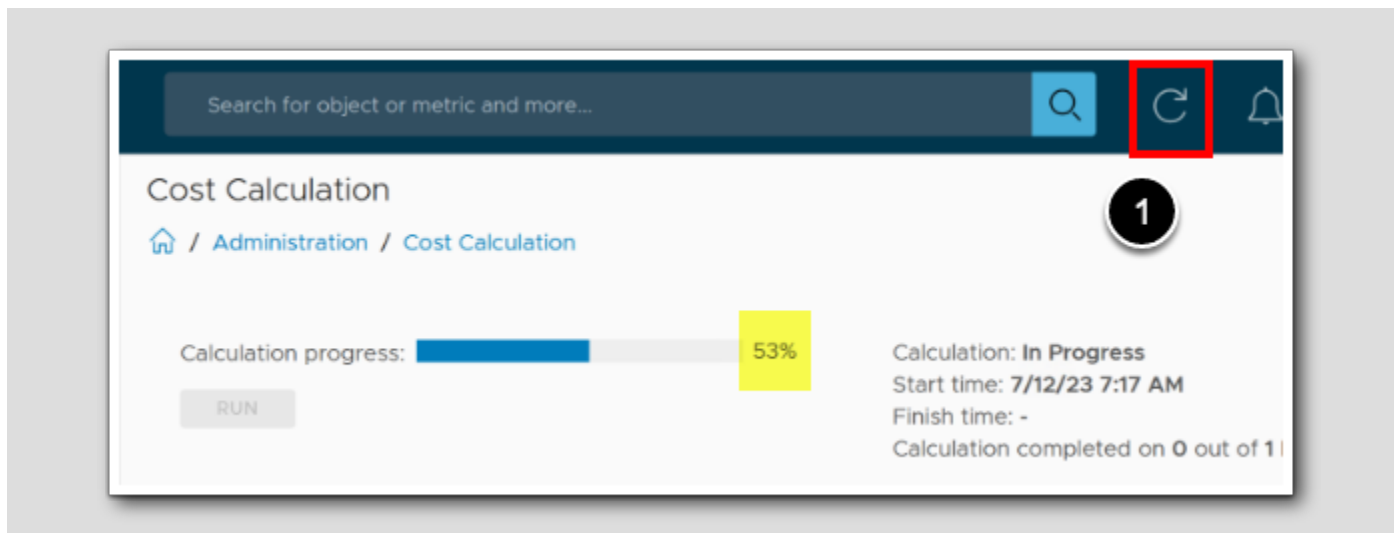 Search for object or metric and more...
1
Cost Calculation
/ Administration / Cost Calculation
Calculation progress: 53%
RUN
Calculation: In Progress
Start time: 7/12/23 7:17 AM
Finish time: -
Calculation completed on 0 out of 1